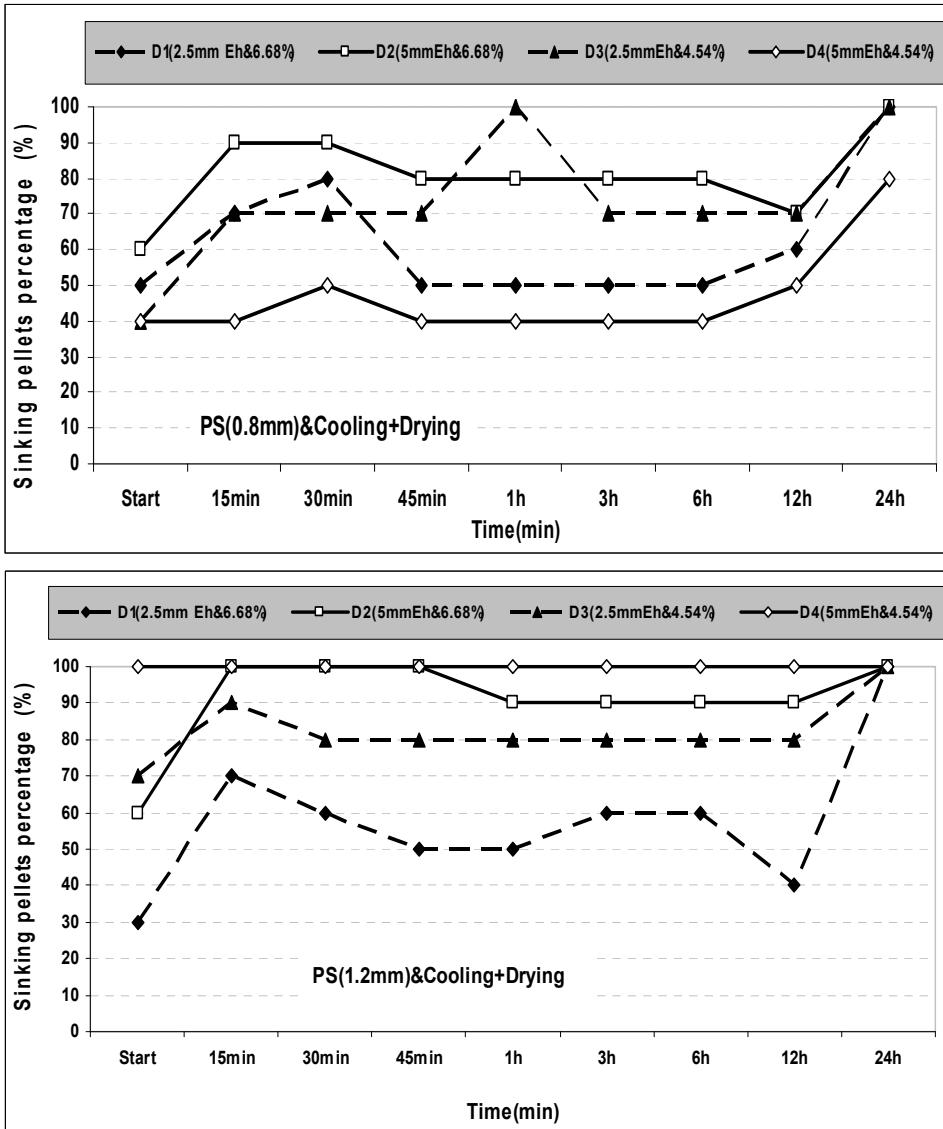 D1(2.5mm Eh&6.68%) D2(5mmEh&6.68%) D3(2.5mmEh&4.54%) D4(5mmEh&4.54%)
Sinking pellets percentage (%)
100
90
80
70
60
50
40
30
20
10
0
PS(0.8mm)&Cooling+Drying
Start 15min 30min 45min 1h 3h 6h 12h 24h
Time(min)
D1(2.5mm Eh&6.68%) D2(5mmEh&6.68%) D3(2.5mmEh&4.54%) D4(5mmEh&4.54%)
Sinking pellets percentage (%)
100
90
80
70
60
50
40
30
20
10
0
PS(1.2mm)&Cooling+Drying
Start 15min 30min 45min 1h 3h 6h 12h 24h
Time(min)